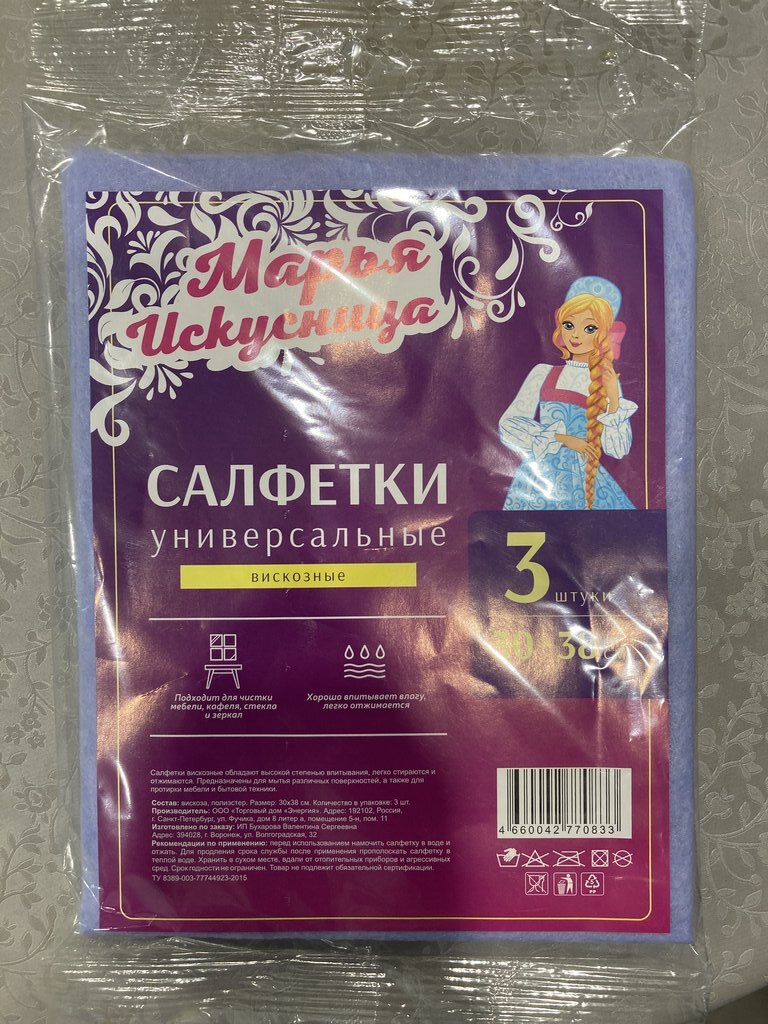 Марья
Искусница
САЛФЕТКИ
универсальные
вискозные
3
штуки
30 38
Подходит для чистки
мебели, кафеля, стекла
и зеркал
Хорошо впитывает влагу,
легко отжимается
Салфетки вискозные обладают высокой степенью впитывания, легко стираются и
отжимаются. Предназначены для мытья различных поверхностей, а также для
протирки мебели и бытовой техники.
Состав: вискоза, полиэстер. Размер: 30х38 см. Количество в упаковке: 3 шт.
Производитель: ООО «Торговый дом «Энергия». Адрес: 192102, Россия,
г. Санкт-Петербург, ул. Фучика, дом 8 литер а, помещение 5-н, пом. 11
Изготовлено по заказу: ИП Бухарова Валентина Сергеевна
Адрес: 394028, г. Воронеж, ул. Волгоградская, 32
Рекомендации по применению: перед использованием намочить салфетку в воде и
отжать. Для продления срока службы после применения прополоскать салфетку в
теплой воде. Хранить в сухом месте, вдали от отопительных приборов и агрессивных
сред. Срок годности не ограничен. Товар не подлежит обязательной сертификации.
ТУ 8389-003-77744923-2015
4 660042 770833
5
PP